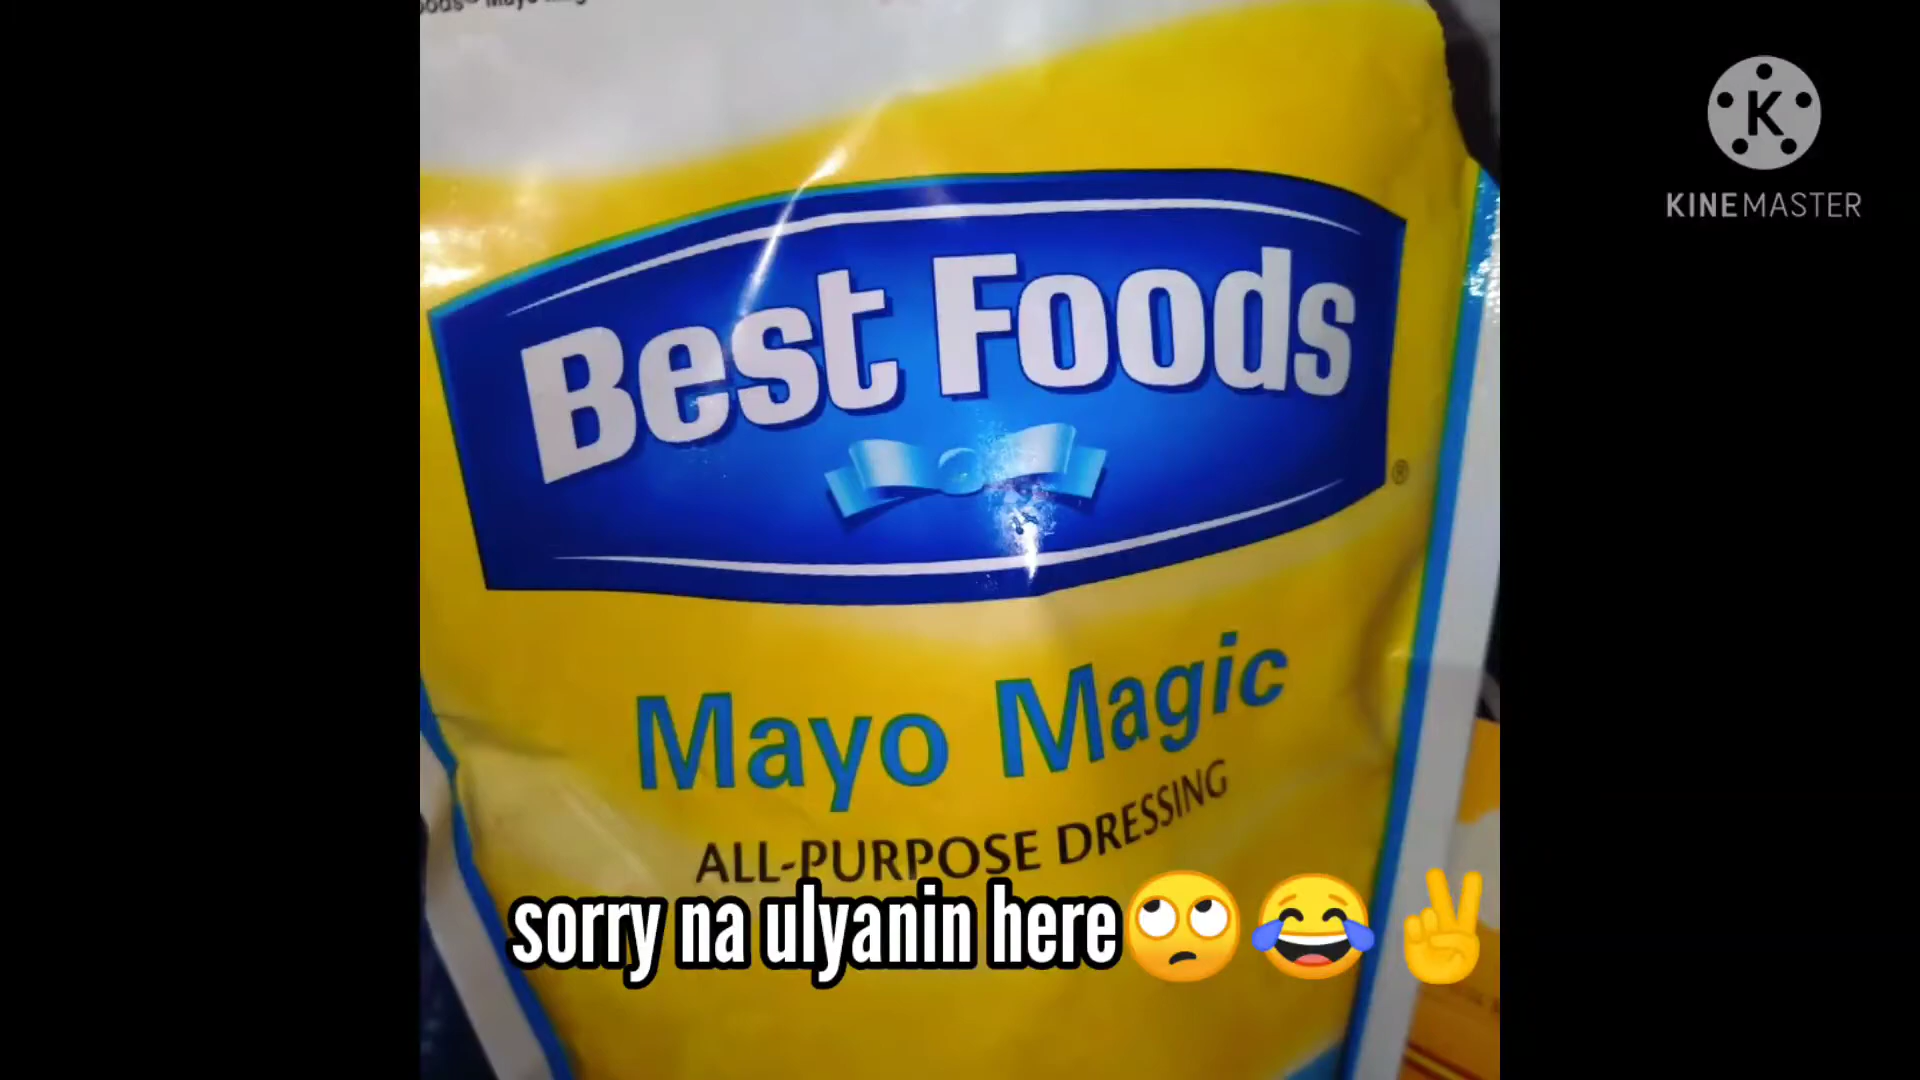 K
KINEMASTER
Best Foods
®
Mayo Magic
ALL-PURPOSE DRESSING
sorry na ulyanin here🙄😂✌️